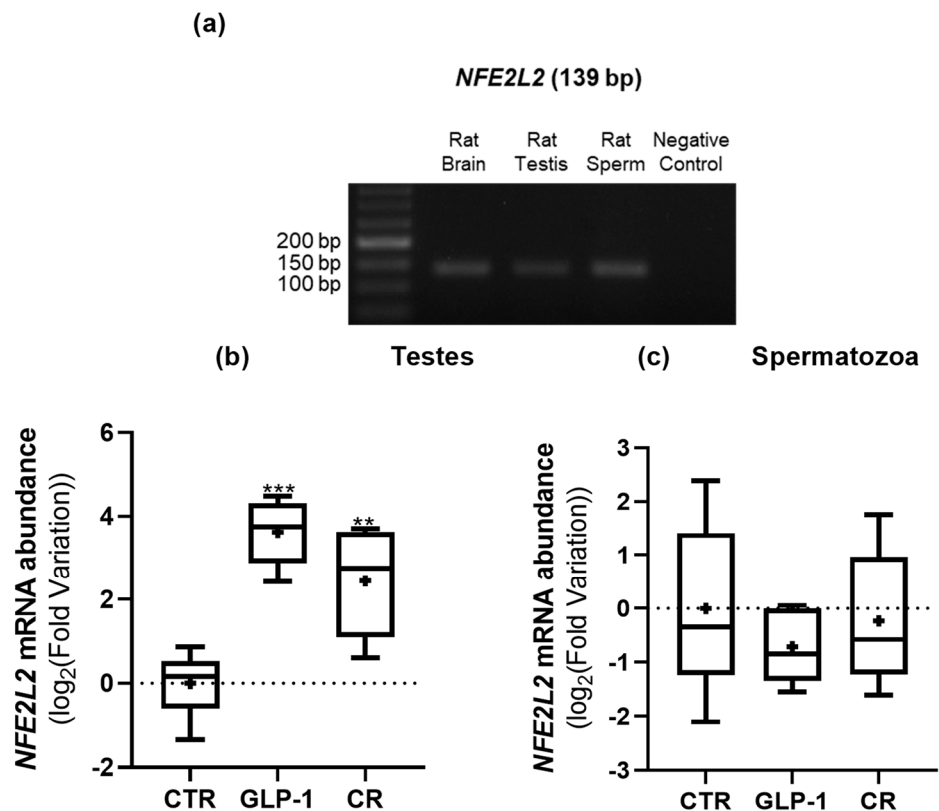 (a)
NFE2L2 (139 bp)
Rat Brain
Rat Testis
Rat Sperm
Negative Control
200 bp
150 bp
100 bp
(b)
Testes
NFE2L2 mRNA abundance
(log₂(Fold Variation))
6
4
2
0
-2
***
**
CTR
GLP-1
CR
(c)
Spermatozoa
NFE2L2 mRNA abundance
(log₂(Fold Variation))
3
2
1
0
-1
-2
-3
CTR
GLP-1
CR